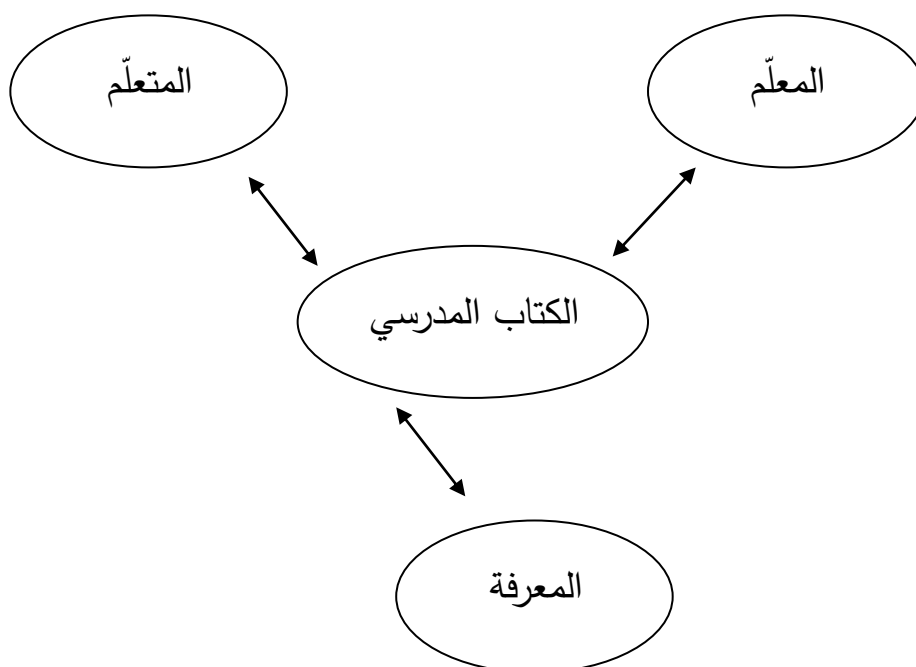 المعلّم
المتعلّم
الكتاب المدرسي
المعرفة